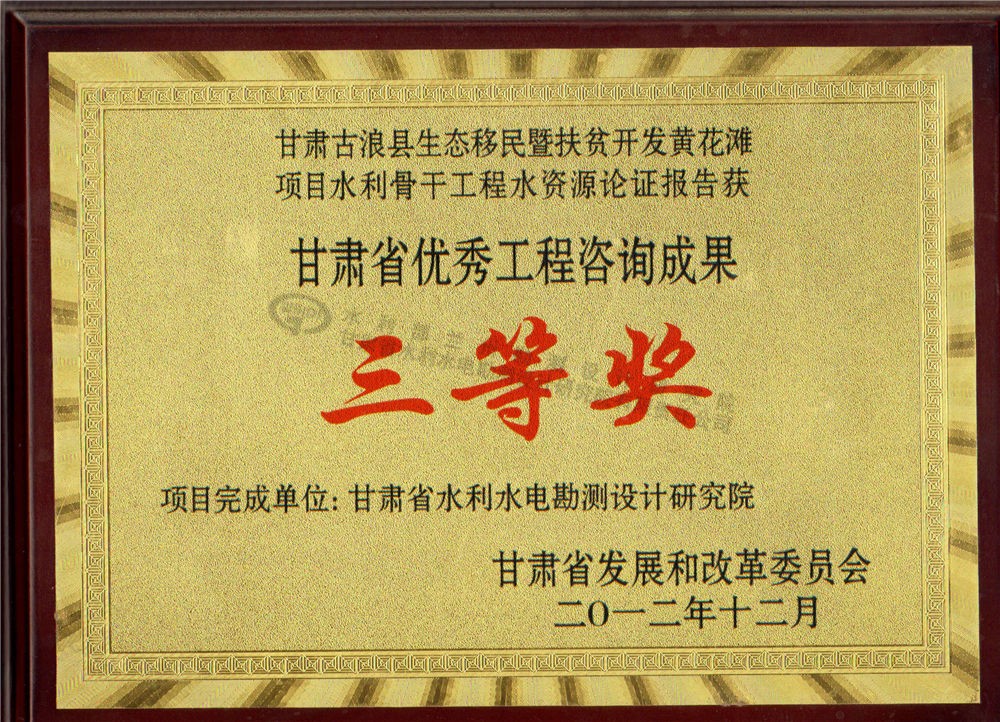 甘肃古浪县生态移民暨扶贫开发黄花滩
项目水利骨干工程水资源论证报告获
甘肃省优秀工程咨询成果
三等奖
项目完成单位：甘肃省水利水电勘测设计研究院
甘肃省发展和改革委员会
二〇一二年十二月